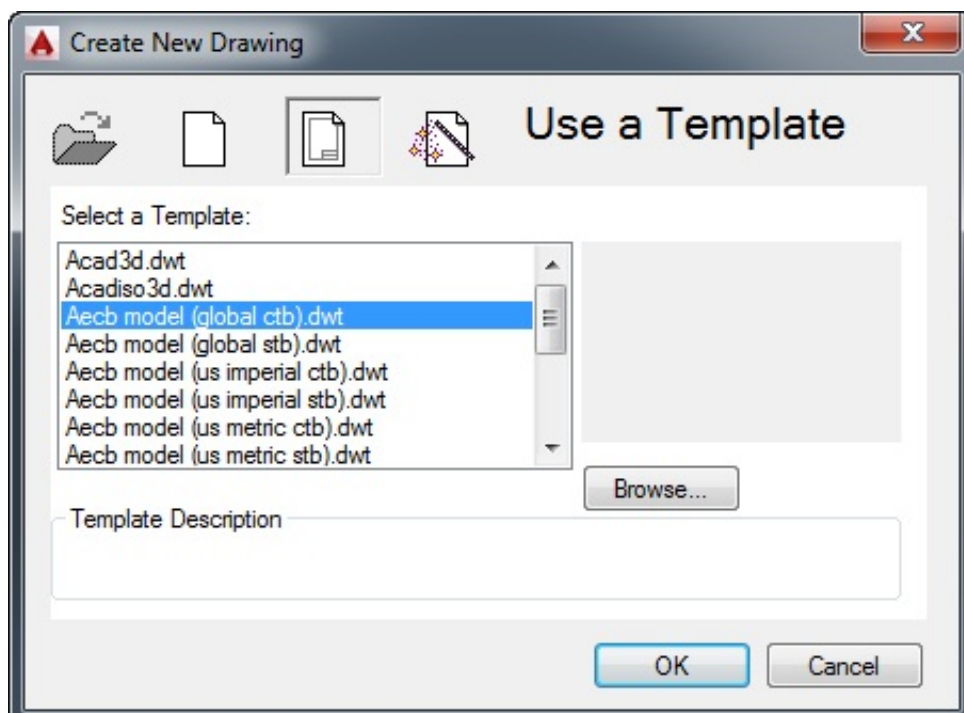 Create New Drawing
Use a Template
Select a Template:
Acad3d.dwt
Acadiso3d.dwt
Aecb model (global ctb).dwt
Aecb model (global stb).dwt
Aecb model (us imperial ctb).dwt
Aecb model (us imperial stb).dwt
Aecb model (us metric ctb).dwt
Aecb model (us metric stb).dwt
Browse...
Template Description
OK
Cancel